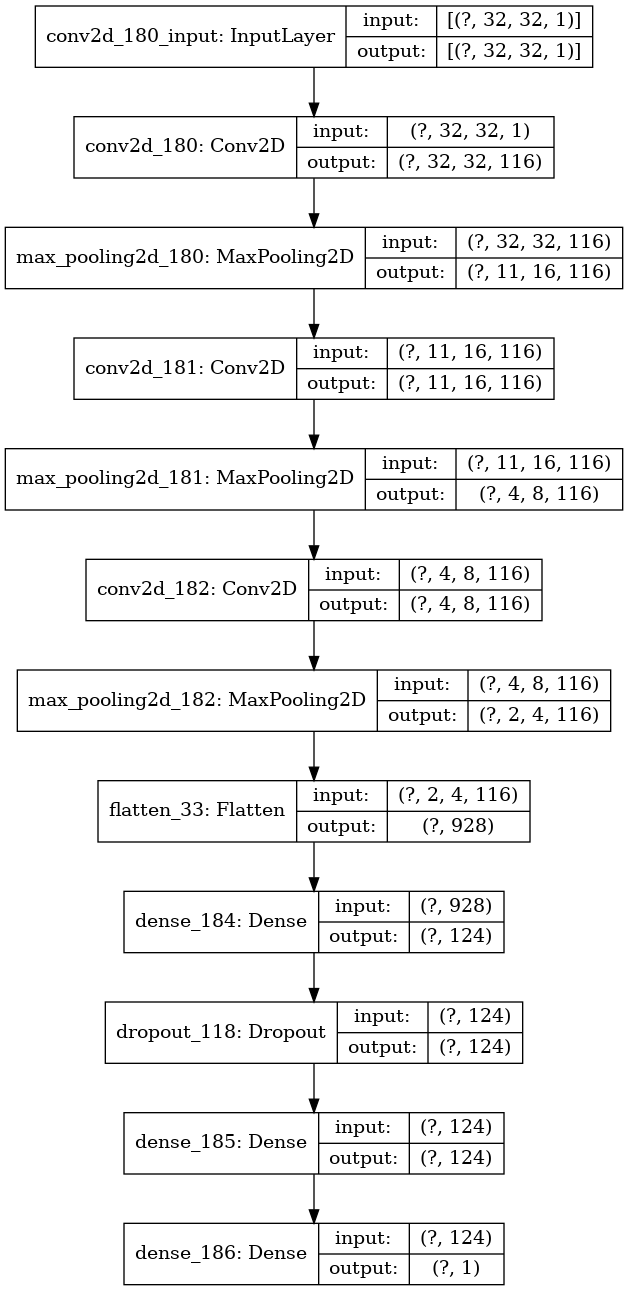 conv2d_180_input: InputLayer
input: [(?, 32, 32, 1)]
output: [(?, 32, 32, 1)]
conv2d_180: Conv2D
input: (?, 32, 32, 1)
output: (?, 32, 32, 116)
max_pooling2d_180: MaxPooling2D
input: (?, 32, 32, 116)
output: (?, 11, 16, 116)
conv2d_181: Conv2D
input: (?, 11, 16, 116)
output: (?, 11, 16, 116)
max_pooling2d_181: MaxPooling2D
input: (?, 11, 16, 116)
output: (?, 4, 8, 116)
conv2d_182: Conv2D
input: (?, 4, 8, 116)
output: (?, 4, 8, 116)
max_pooling2d_182: MaxPooling2D
input: (?, 4, 8, 116)
output: (?, 2, 4, 116)
flatten_33: Flatten
input: (?, 2, 4, 116)
output: (?, 928)
dense_184: Dense
input: (?, 928)
output: (?, 124)
dropout_118: Dropout
input: (?, 124)
output: (?, 124)
dense_185: Dense
input: (?, 124)
output: (?, 124)
dense_186: Dense
input: (?, 124)
output: (?, 1)